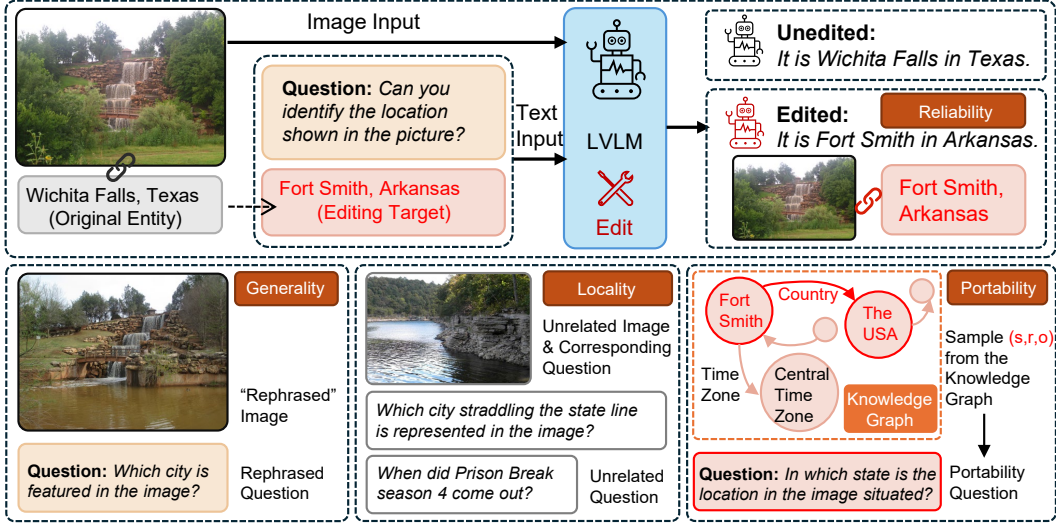 Image Input
Question: Can you
identify the location
shown in the picture?
Text
Input
Wichita Falls, Texas
(Original Entity)
Fort Smith, Arkansas
(Editing Target)
LVLM
Edit
Unedited:
It is Wichita Falls in Texas.
Edited:
Reliability
It is Fort Smith in Arkansas.
Fort Smith,
Arkansas
Generality
"Rephrased"
Image
Question: Which city is
featured in the image?
Rephrased
Question
Locality
Unrelated Image
& Corresponding
Question
Which city straddling the state line
is represented in the image?
When did Prison Break
season 4 come out?
Unrelated
Question
Fort
Smith
Country
The
USA
Time
Zone
Central
Time
Zone
Knowledge
Graph
Portability
Sample (s,r,o)
from the
Knowledge
Graph
Portability
Question
Question: In which state is the
location in the image situated?